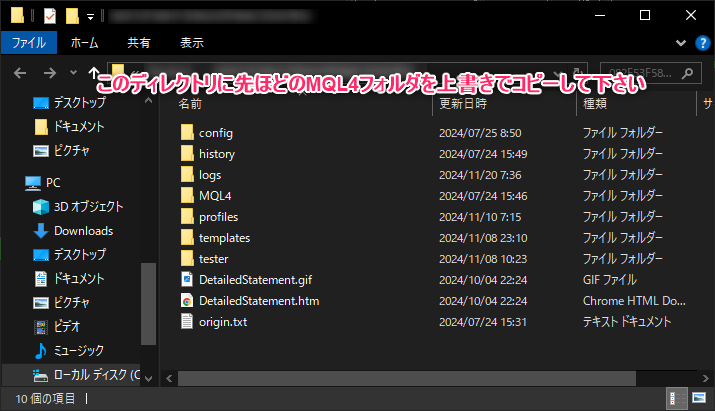 ファイル ホーム 共有 表示
このディレクトリに先ほどのMQL4フォルダを上書きでコピーして下さい
名前 更新日時 種類 サ
デスクトップ
ドキュメント
ピクチャ
PC
3D オブジェクト
Downloads
デスクトップ
ドキュメント
ピクチャ
ビデオ
ミュージック
ローカル ディスク (C
config 2024/07/25 8:50 ファイル フォルダー
history 2024/07/24 15:49 ファイル フォルダー
logs 2024/11/20 7:36 ファイル フォルダー
MQL4 2024/07/24 15:46 ファイル フォルダー
profiles 2024/11/10 7:15 ファイル フォルダー
templates 2024/11/08 23:10 ファイル フォルダー
tester 2024/11/08 10:23 ファイル フォルダー
DetailedStatement.gif 2024/10/04 22:24 GIF ファイル
DetailedStatement.htm 2024/10/04 22:24 Chrome HTML Do...
origin.txt 2024/07/24 15:31 テキスト ドキュメント
10 個の項目